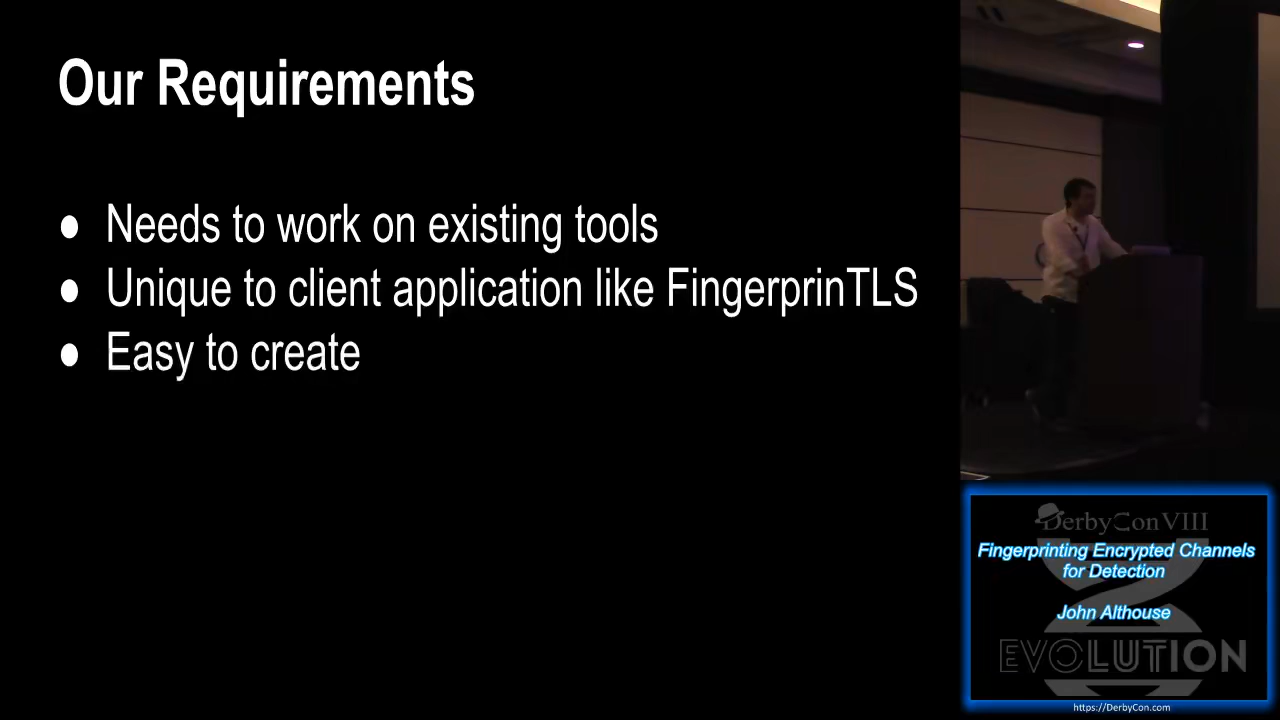 Our Requirements
● Needs to work on existing tools
● Unique to client application like FingerprinTLS
● Easy to create
DerbyCon VIII
Fingerprinting Encrypted Channels
for Detection
John Althouse
EVOLUTION
https://DerbyCon.com